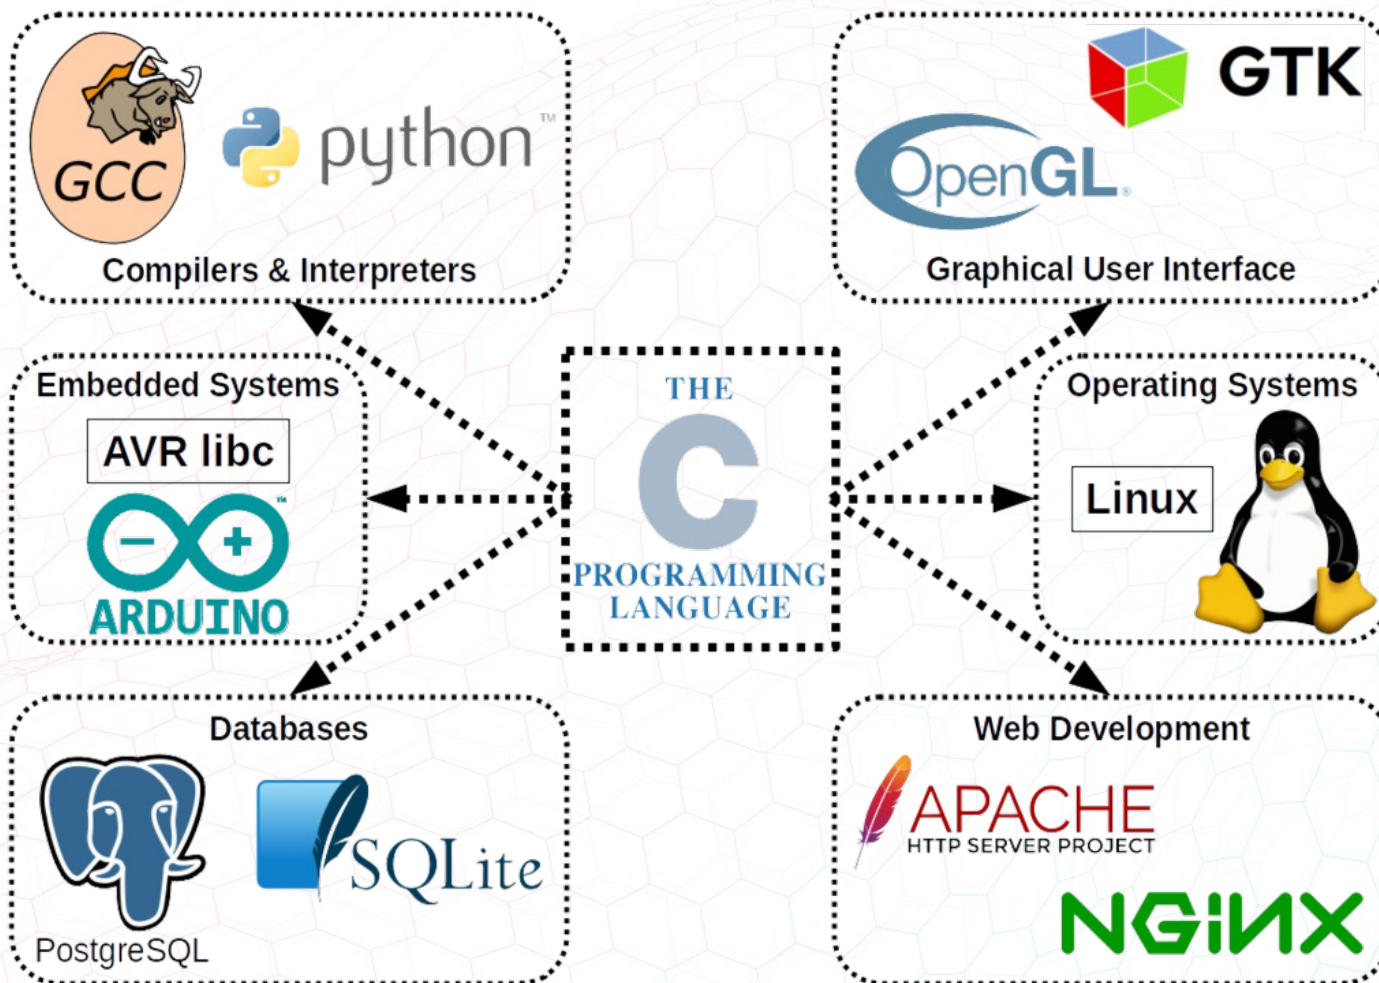 GCC
python™
Compilers & Interpreters
GTK
OpenGL®
Graphical User Interface
Embedded Systems
AVR libc
™
ARDUINO
THE
C
PROGRAMMING
LANGUAGE
Operating Systems
Linux
Databases
PostgreSQL
SQLite
Web Development
APACHE
HTTP SERVER PROJECT
NGiNX